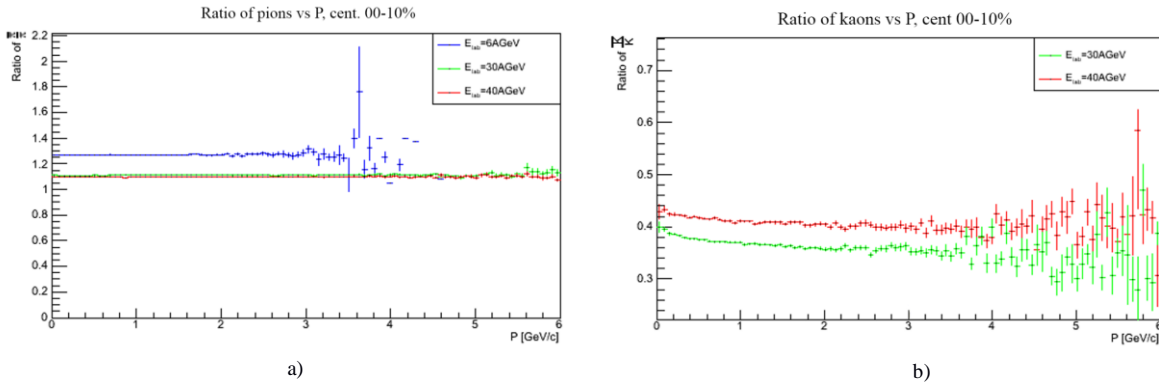 Ratio of pions vs P, cent. 00-10%
Ratio of
2.2
2
1.8
1.6
1.4
1.2
1
0.8
0.6
0.4
0.2
0
E_lab=6AGeV
E_lab=30AGeV
E_lab=40AGeV
0 1 2 3 4 5 6
P [GeV/c]
a)
Ratio of kaons vs P, cent 00-10%
Ratio of
0.7
0.6
0.5
0.4
0.3
E_lab=30AGeV
E_lab=40AGeV
0 1 2 3 4 5 6
P [GeV/c]
b)